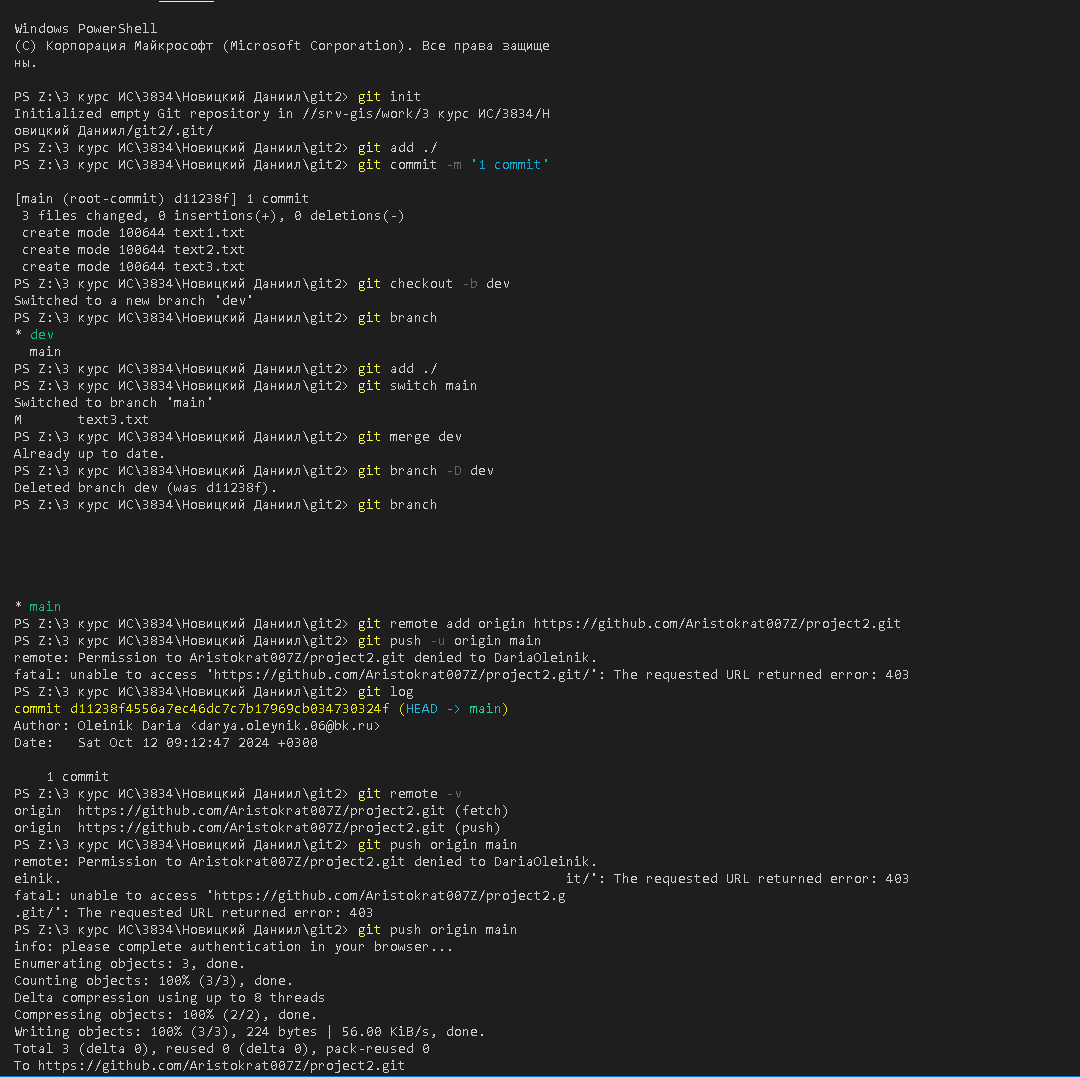 Windows PowerShell
(C) Корпорация Майкрософт (Microsoft Corporation). Все права защище
ны.
PS Z:\3 курс ИС\3834\Новицкий Даниил\git2> git init
Initialized empty Git repository in //srv-gis/work/3 курс ИС/3834/Н
овицкий Даниил/git2/.git/
PS Z:\3 курс ИС\3834\Новицкий Даниил\git2> git add ./
PS Z:\3 курс ИС\3834\Новицкий Даниил\git2> git commit -m '1 commit'
[main (root-commit) d11238f] 1 commit
 3 files changed, 0 insertions(+), 0 deletions(-)
 create mode 100644 text1.txt
 create mode 100644 text2.txt
 create mode 100644 text3.txt
PS Z:\3 курс ИС\3834\Новицкий Даниил\git2> git checkout -b dev
Switched to a new branch 'dev'
PS Z:\3 курс ИС\3834\Новицкий Даниил\git2> git branch
* dev
  main
PS Z:\3 курс ИС\3834\Новицкий Даниил\git2> git add ./
PS Z:\3 курс ИС\3834\Новицкий Даниил\git2> git switch main
Switched to branch 'main'
M       text3.txt
PS Z:\3 курс ИС\3834\Новицкий Даниил\git2> git merge dev
Already up to date.
PS Z:\3 курс ИС\3834\Новицкий Даниил\git2> git branch -D dev
Deleted branch dev (was d11238f).
PS Z:\3 курс ИС\3834\Новицкий Даниил\git2> git branch
* main
PS Z:\3 курс ИС\3834\Новицкий Даниил\git2> git remote add origin https://github.com/Aristokrat007Z/project2.git
PS Z:\3 курс ИС\3834\Новицкий Даниил\git2> git push -u origin main
remote: Permission to Aristokrat007Z/project2.git denied to DariaOleinik.
fatal: unable to access 'https://github.com/Aristokrat007Z/project2.git/': The requested URL returned error: 403
PS Z:\3 курс ИС\3834\Новицкий Даниил\git2> git log
commit d11238f4556a7ec46dc7c7b17969cb034730324f (HEAD -> main)
Author: Oleinik Daria <darya.oleynik.06@bk.ru>
Date:   Sat Oct 12 09:12:47 2024 +0300
    1 commit
PS Z:\3 курс ИС\3834\Новицкий Даниил\git2> git remote -v
origin  https://github.com/Aristokrat007Z/project2.git (fetch)
origin  https://github.com/Aristokrat007Z/project2.git (push)
PS Z:\3 курс ИС\3834\Новицкий Даниил\git2> git push origin main
remote: Permission to Aristokrat007Z/project2.git denied to DariaOleinik.
einik.                                                                it/': The requested URL returned error: 403
fatal: unable to access 'https://github.com/Aristokrat007Z/project2.g
.git/': The requested URL returned error: 403
PS Z:\3 курс ИС\3834\Новицкий Даниил\git2> git push origin main
info: please complete authentication in your browser...
Enumerating objects: 3, done.
Counting objects: 100% (3/3), done.
Delta compression using up to 8 threads
Compressing objects: 100% (2/2), done.
Writing objects: 100% (3/3), 224 bytes | 56.00 KiB/s, done.
Total 3 (delta 0), reused 0 (delta 0), pack-reused 0
To https://github.com/Aristokrat007Z/project2.git